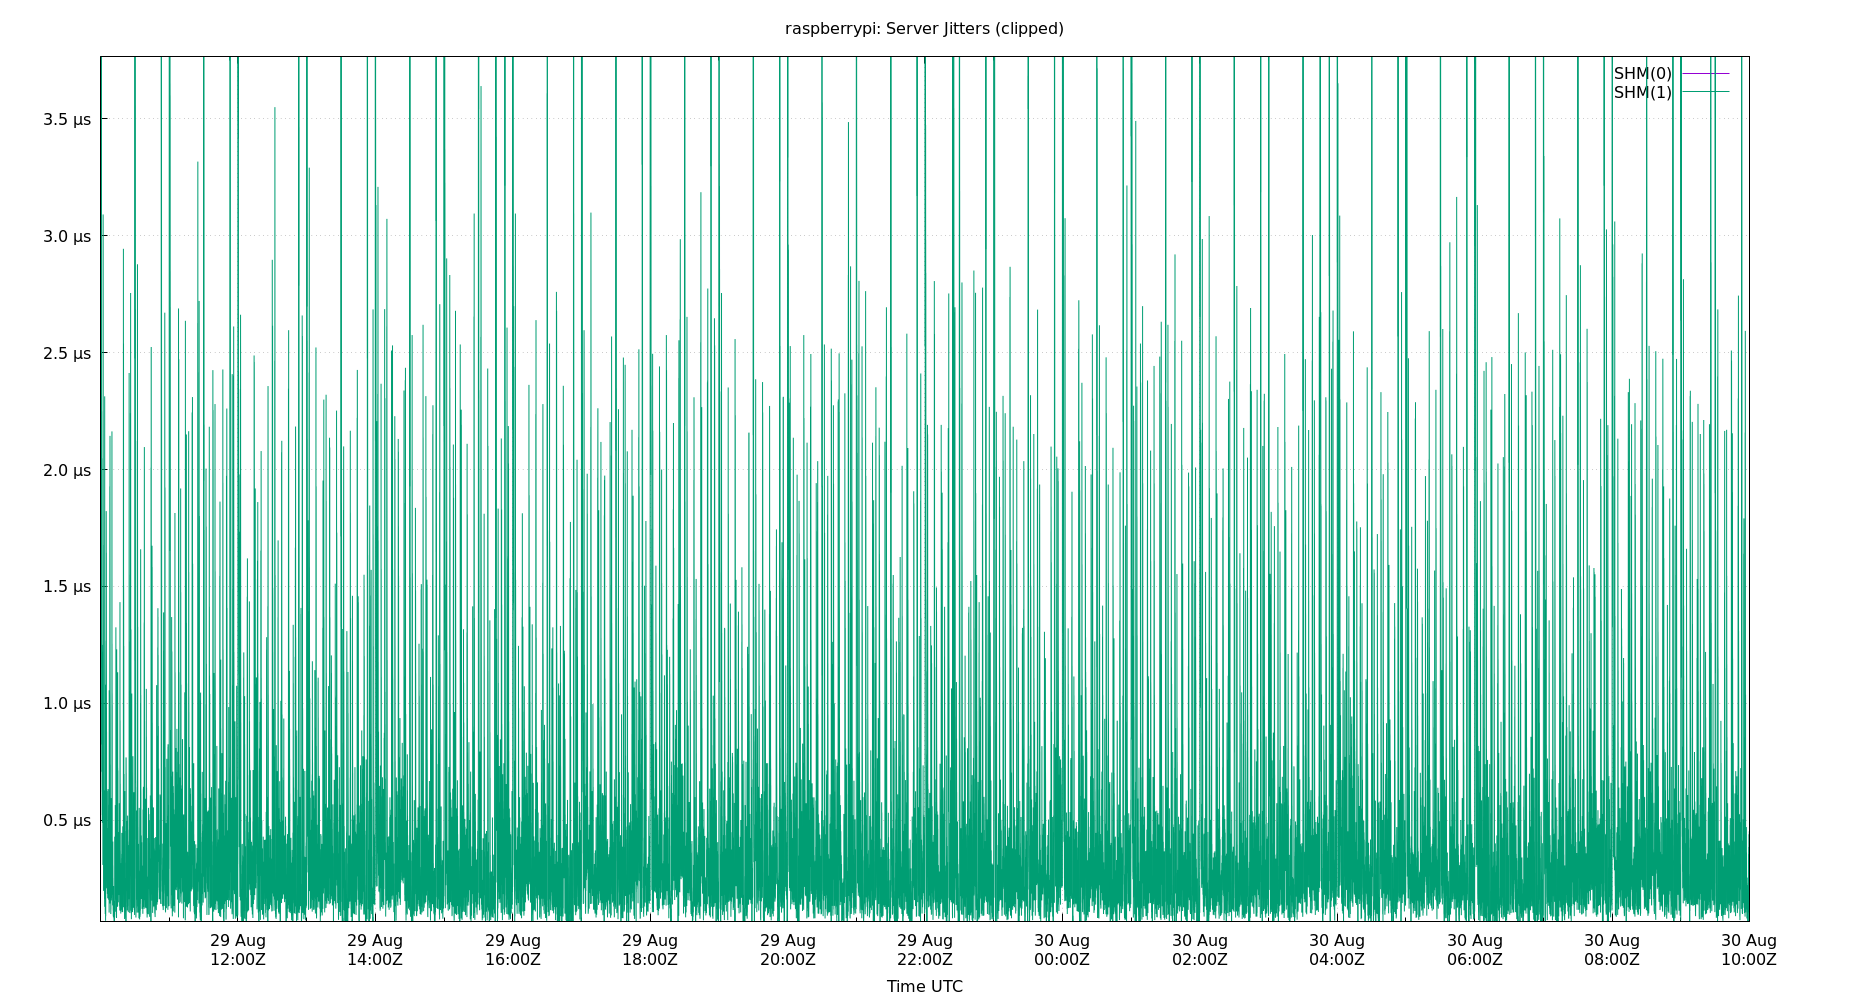 raspberrypi: Server Jitters (clipped)
SHM(0)
SHM(1)
3.5 µs
3.0 µs
2.5 µs
2.0 µs
1.5 µs
1.0 µs
0.5 µs
29 Aug 29 Aug 29 Aug 29 Aug 29 Aug 29 Aug 30 Aug 30 Aug 30 Aug 30 Aug 30 Aug 30 Aug
12:00Z 14:00Z 16:00Z 18:00Z 20:00Z 22:00Z 00:00Z 02:00Z 04:00Z 06:00Z 08:00Z 10:00Z
Time UTC